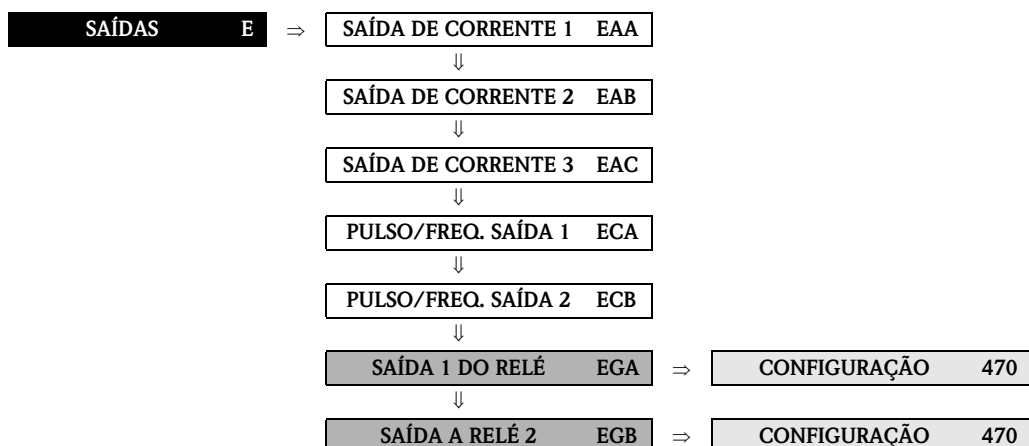 SAÍDAS E ⇒ SAÍDA DE CORRENTE 1 EAA
⇓
SAÍDA DE CORRENTE 2 EAB
⇓
SAÍDA DE CORRENTE 3 EAC
⇓
PULSO/FREQ. SAÍDA 1 ECA
⇓
PULSO/FREQ. SAÍDA 2 ECB
⇓
SAÍDA 1 DO RELÉ EGA ⇒ CONFIGURAÇÃO 470
⇓
SAÍDA A RELÉ 2 EGB ⇒ CONFIGURAÇÃO 470